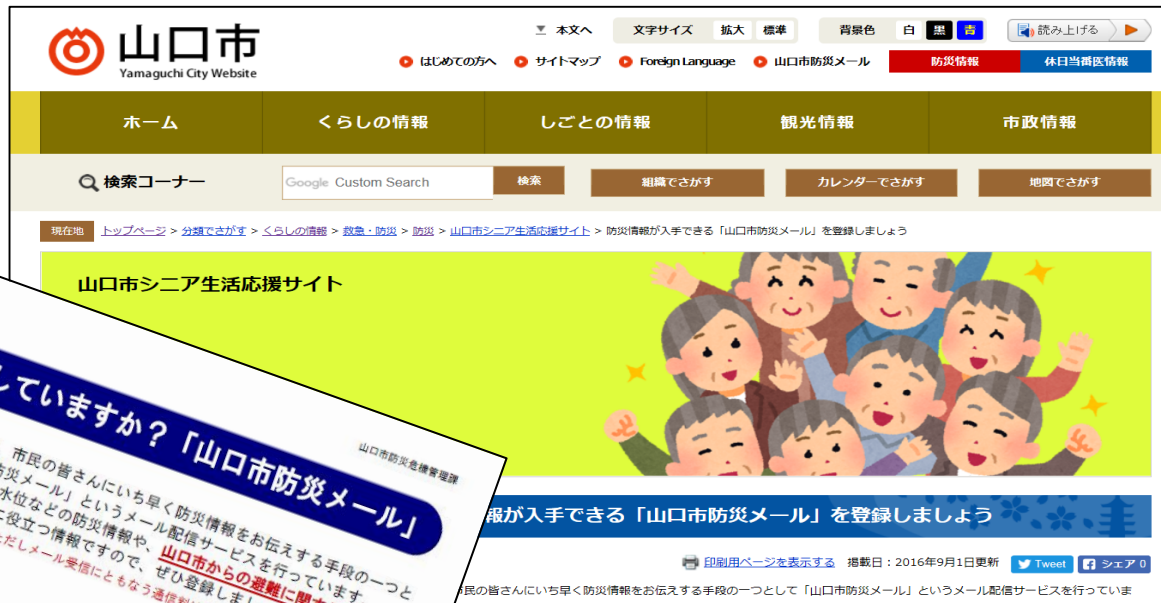 山口市
Yamaguchi City Website
▼ 本文へ 文字サイズ 拡大 標準 背景色 白 黒 青 読み上げる
はじめての方へ サイトマップ Foreign Language 山口市防災メール 防災情報 休日当番医情報
ホーム くらしの情報 しごとの情報 観光情報 市政情報
検索コーナー Google Custom Search 検索 組織でさがす カレンダーでさがす 地図でさがす
現在地 トップページ > 分類でさがす > くらしの情報 > 救急・防災 > 防災 > 山口市シニア生活応援サイト > 防災情報が入手できる「山口市防災メール」を登録しましょう
山口市シニア生活応援サイト
山口市防災危機管理課
していますか?「山口市防災メール」
市民の皆さんにいち早く防災情報をお伝えする手段の一つと
防災メール」というメール配信サービスを行っています。
水位などの防災情報や、山口市からの避難に関す
に役立つ情報ですので、ぜひ登録しまし
ただしメール受信にともなう通信料は
報が入手できる「山口市防災メール」を登録しましょう
印刷用ページを表示する 掲載日:2016年9月1日更新 Tweet シェア 0
民の皆さんにいち早く防災情報をお伝えする手段の一つとして「山口市防災メール」というメール配信サービスを行っていま